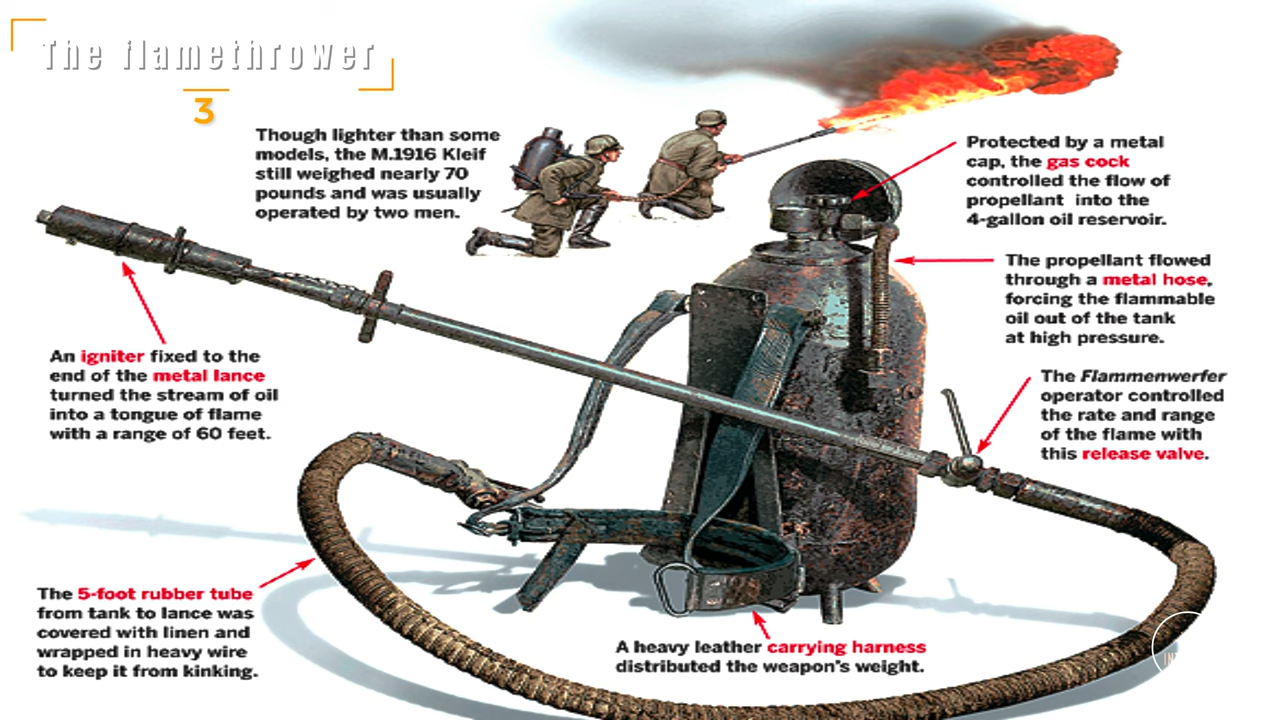 The flamethrower
3
Though lighter than some
models, the M.1916 Kleif
still weighed nearly 70
pounds and was usually
operated by two men.
Protected by a metal
cap, the gas cock
controlled the flow of
propellant into the
4-gallon oil reservoir.
The propellant flowed
through a metal hose,
forcing the flammable
oil out of the tank
at high pressure.
An igniter fixed to the
end of the metal lance
turned the stream of oil
into a tongue of flame
with a range of 60 feet.
The Flammenwerfer
operator controlled
the rate and range
of the flame with
this release valve.
The 5-foot rubber tube
from tank to lance was
covered with linen and
wrapped in heavy wire
to keep it from kinking.
A heavy leather carrying harness
distributed the weapon's weight.